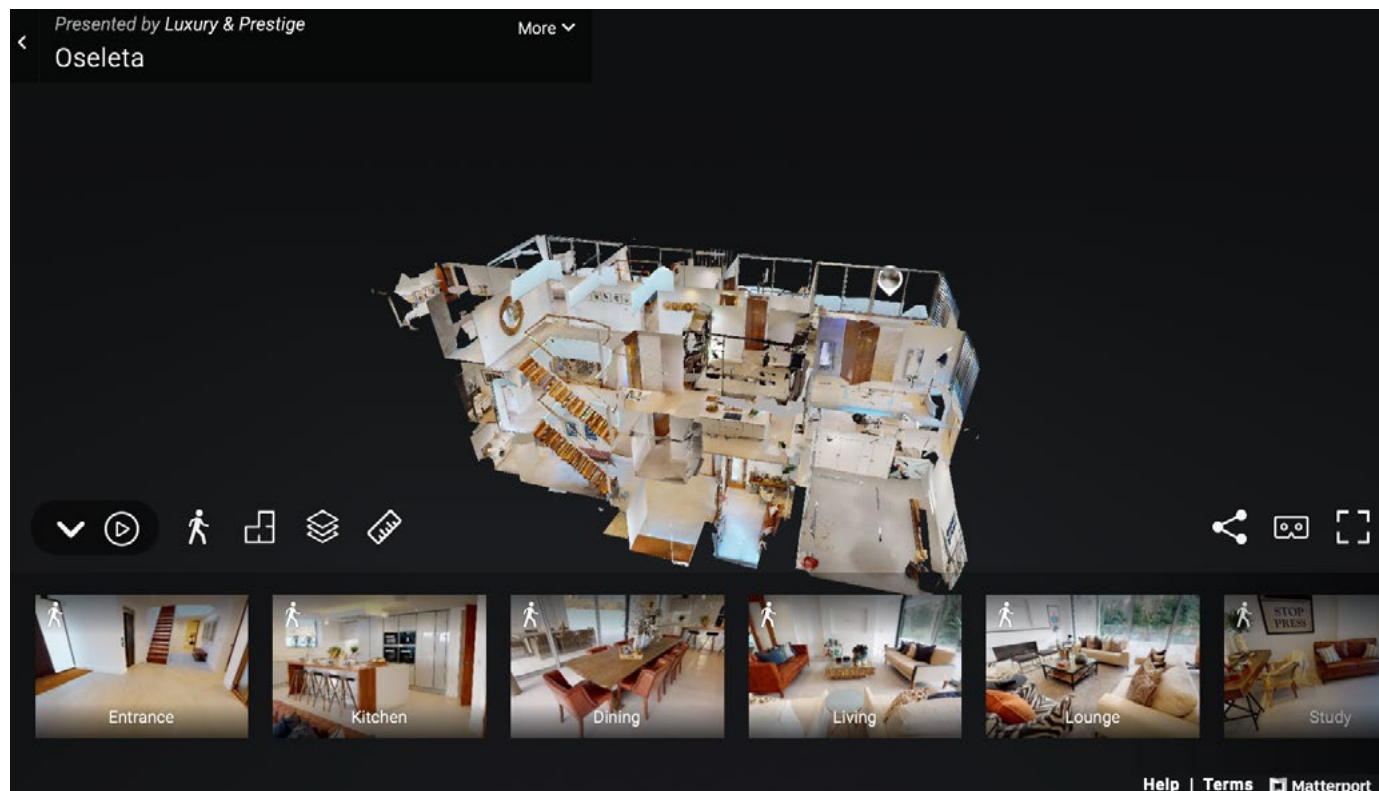 Presented by Luxury & Prestige
More
Oseleta
Entrance
Kitchen
Dining
Living
Lounge
STOP
PRESS
Study
Help | Terms
Matterport